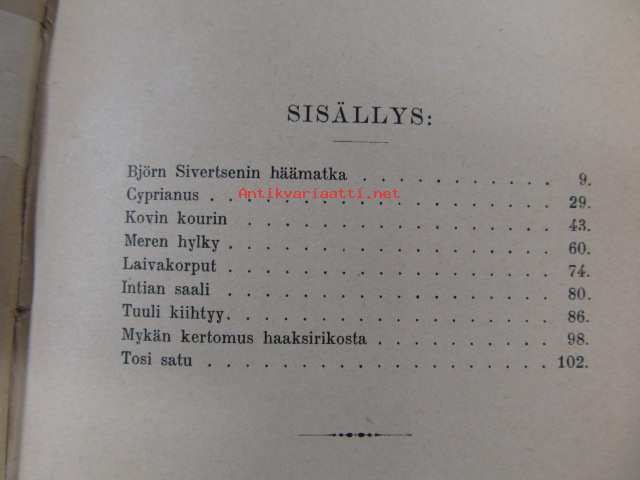 SISÄLLYS:
Björn Sivertsenin häämatka . . . . . . . . . . 9.
Antikvariaatti.net
Cyprianus . . . . . . . . . . . . . . . . . 29.
Kovin kourin . . . . . . . . . . . . . . . 43.
Meren hylky . . . . . . . . . . . . . . . . 60.
Laivakorput . . . . . . . . . . . . . . . . 74.
Intian saali . . . . . . . . . . . . . . . . 80.
Tuuli kiihtyy. . . . . . . . . . . . . . . . 86.
Mykän kertomus haaksirikosta . . . . . . . . . 98.
Tosi satu . . . . . . . . . . . . . . . . . 102.